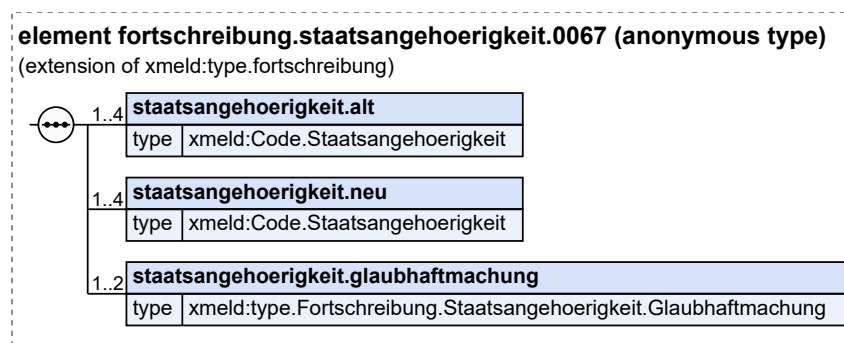 element fortschreibung.staatsangehoerigkeit.0067 (anonymous type)
(extension of xmeld:type.fortschreibung)
1..4 staatsangehoerigkeit.alt
type xmeld:Code.Staatsangehoerigkeit
1..4 staatsangehoerigkeit.neu
type xmeld:Code.Staatsangehoerigkeit
1..2 staatsangehoerigkeit.glaubhaftmachung
type xmeld:type.Fortschreibung.Staatsangehoerigkeit.Glaubhaftmachung